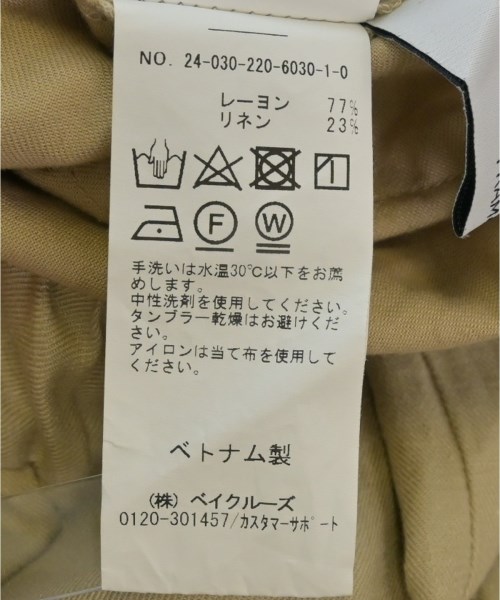 NO. 24-030-220-6030-1-0
レーヨン 77%
リネン 23%
F W
手洗いは水温30℃以下をお薦
めします。
中性洗剤を使用してください。
タンブラー乾燥はお避けくださ
い。
アイロンは当て布を使用して
ください。
ベトナム製
(株) ベイクルーズ
0120-301457/カスタマーサポート